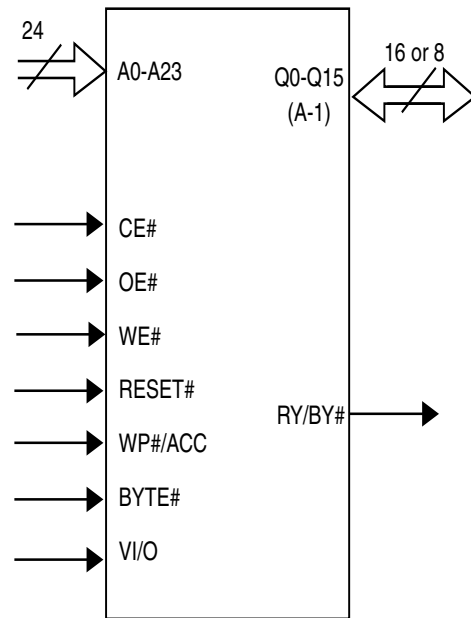 24
16 or 8
A0-A23
Q0-Q15
(A-1)
CE#
OE#
WE#
RESET#
RY/BY#
WP#/ACC
BYTE#
VI/O